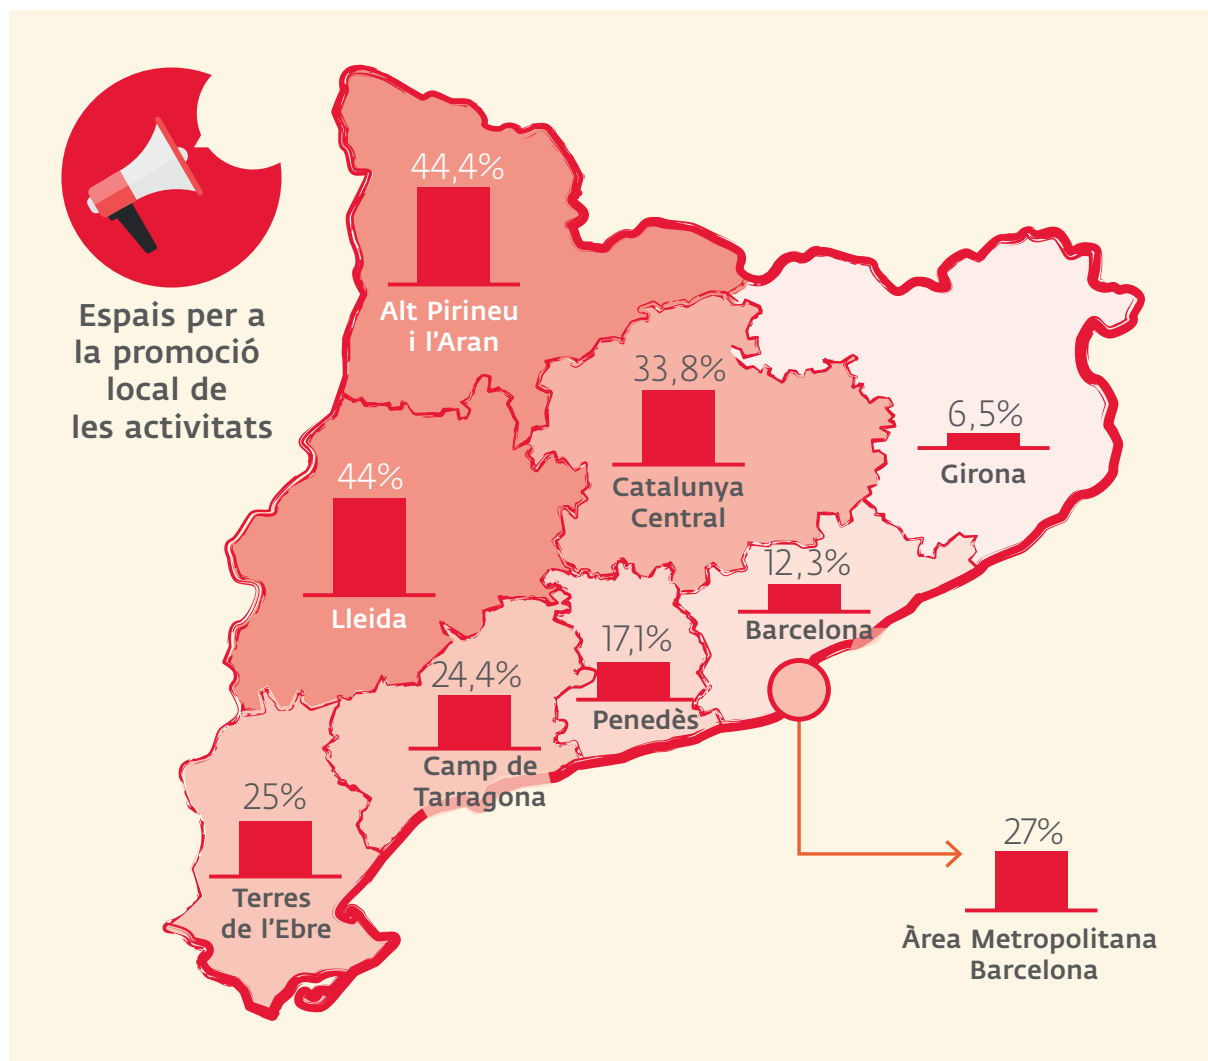 Espais per a
la promoció
local de
les activitats
44,4%
Alt Pirineu
i l'Aran
33,8%
Catalunya
Central
6,5%
Girona
44%
Lleida
12,3%
Barcelona
17,1%
Penedès
24,4%
Camp de
Tarragona
25%
Terres
de l'Ebre
27%
Àrea Metropolitana
Barcelona